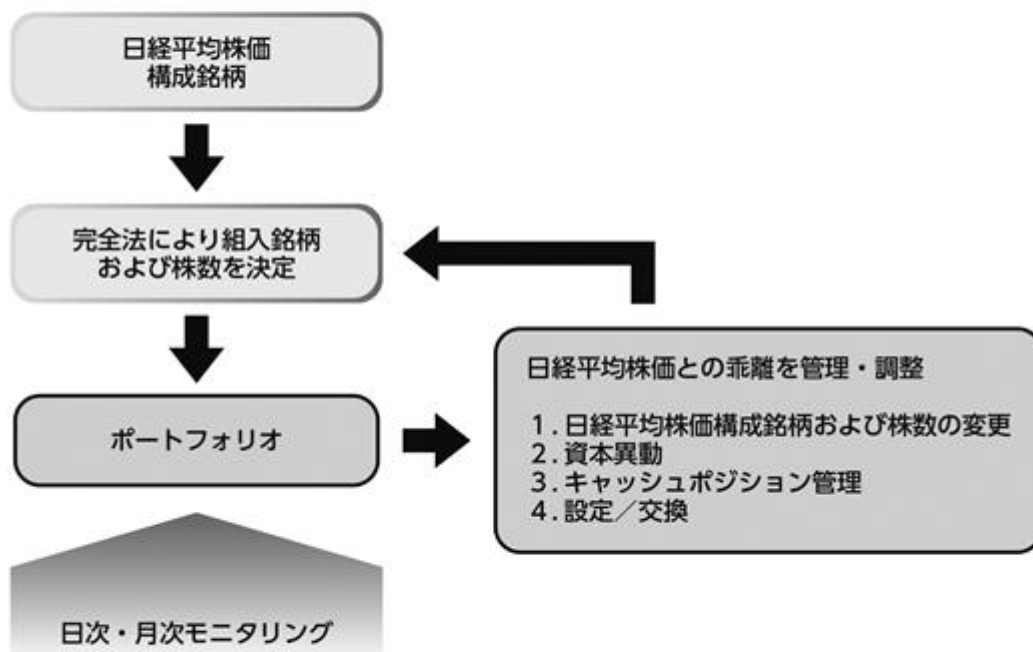 日経平均株価
構成銘柄
完全法により組入銘柄
および株数を決定
ポートフォリオ
日経平均株価との乖離を管理・調整
1.日経平均株価構成銘柄および株数の変更
2.資本異動
3.キャッシュポジション管理
4.設定／交換
日次・月次モニタリング